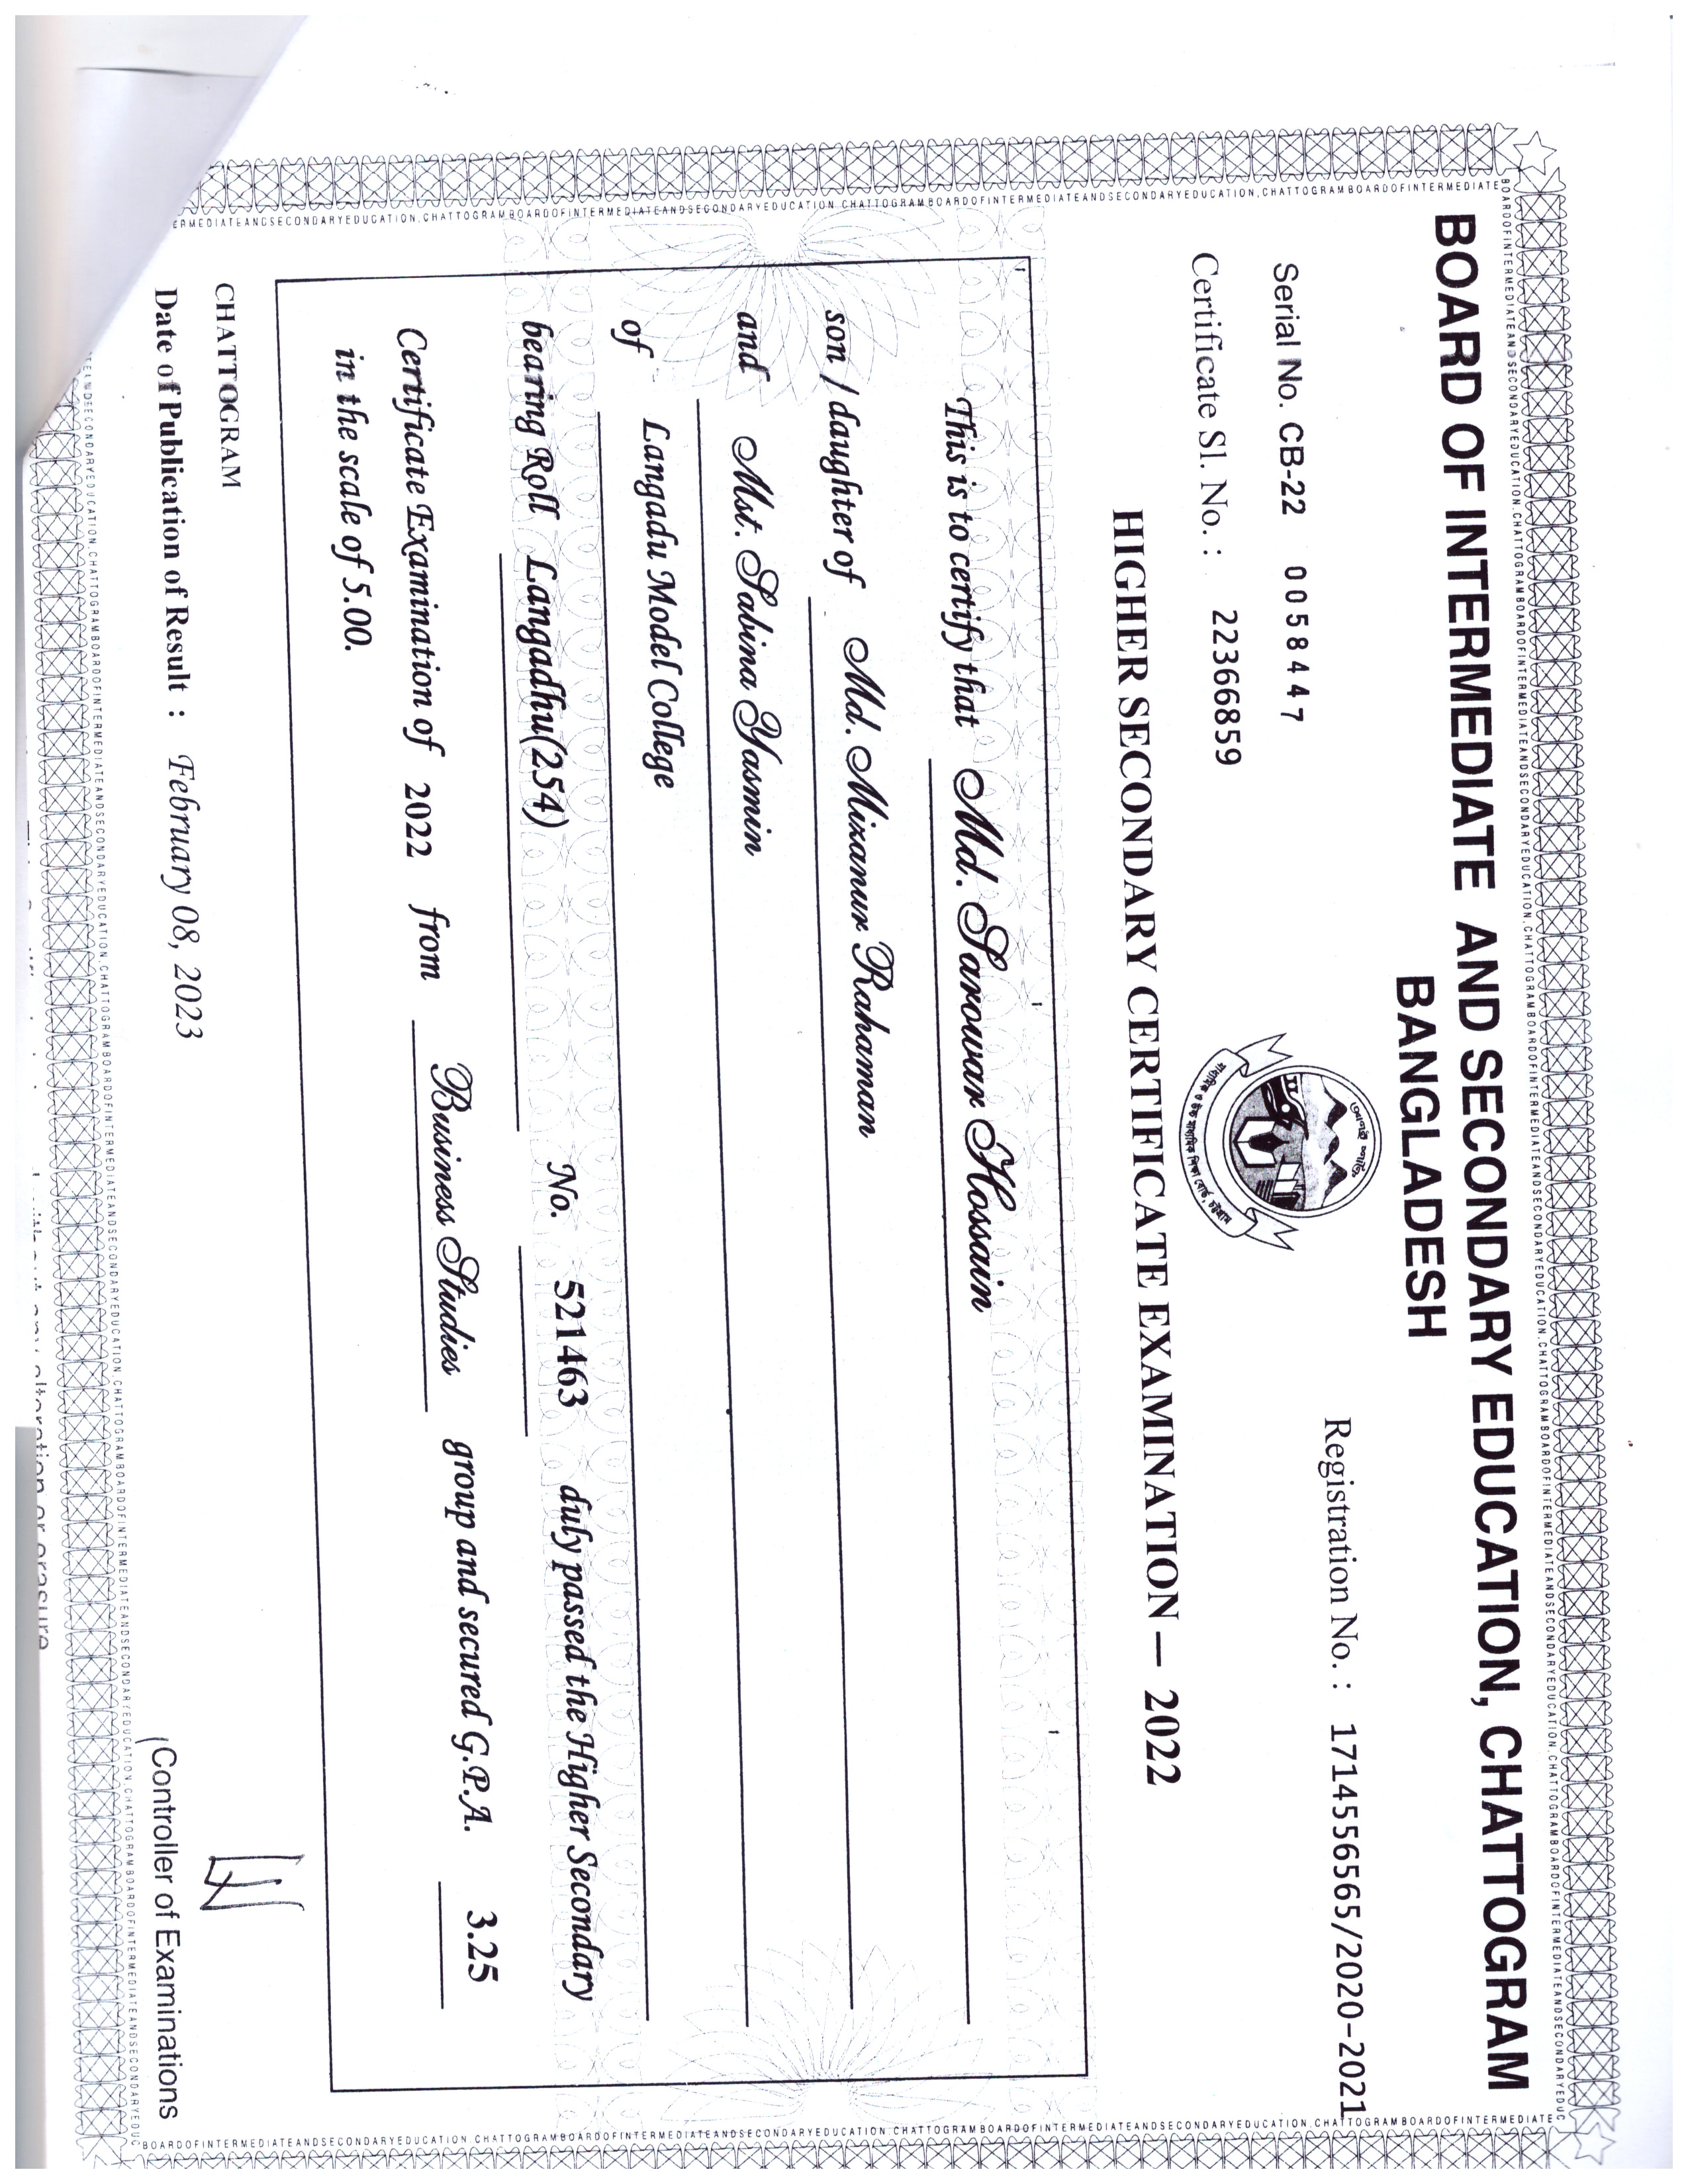 BOARD OF INTERMEDIATE AND SECONDARY EDUCATION, CHATTOGRAM
BANGLADESH
Serial No. CB-22 005847
Registration No. : 1714556565/2020-2021
Certificate Sl. No. : 22366859
HIGHER SECONDARY CERTIFICATE EXAMINATION — 2022
This is to certify that Md. Sarowar Hossain
son / daughter of Md. Mizanur Rahaman
and Mst. Sabina Yasmin
of Langadu Model College
bearing Roll Langadhu(254) No. 521463 duly passed the Higher Secondary
Certificate Examination of 2022 from Business Studies group and secured G.P.A. 3.25
in the scale of 5.00.
CHATTOGRAM
Date of Publication of Result : February 08, 2023
Controller of Examinations
alteration or erasure